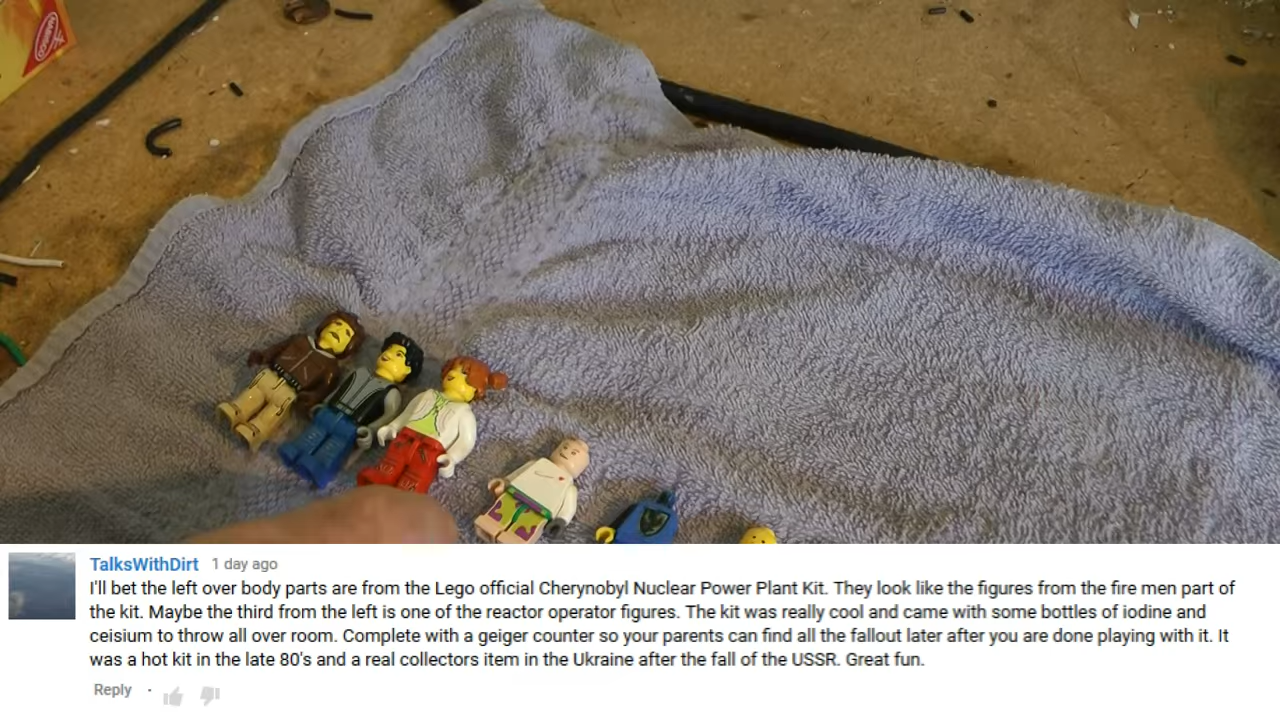 NABISCO
TalksWithDirt 1 day ago
I'll bet the left over body parts are from the Lego official Cherynobyl Nuclear Power Plant Kit. They look like the figures from the fire men part of
the kit. Maybe the third from the left is one of the reactor operator figures. The kit was really cool and came with some bottles of iodine and
ceisium to throw all over room. Complete with a geiger counter so your parents can find all the fallout later after you are done playing with it. It
was a hot kit in the late 80's and a real collectors item in the Ukraine after the fall of the USSR. Great fun.
Reply ·